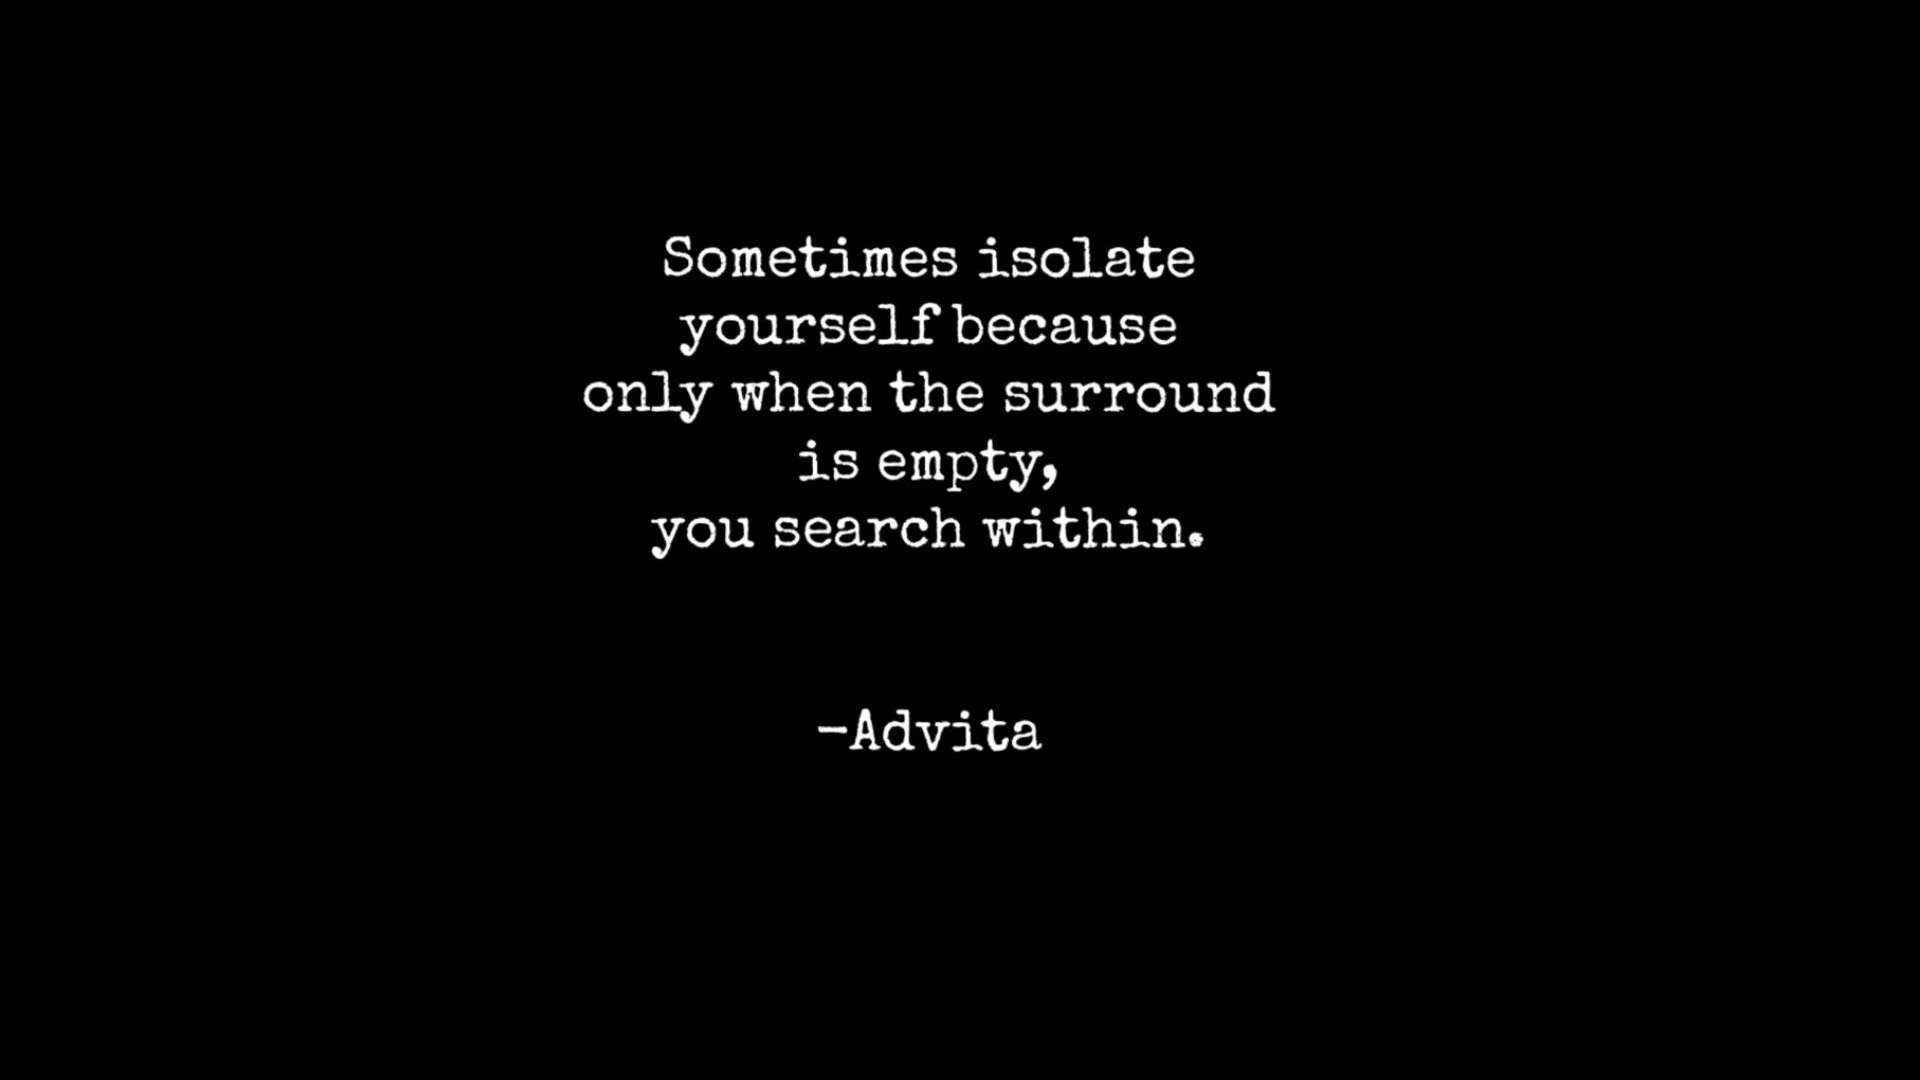 Sometimes isolate
yourself because
only when the surround
is empty,
you search within.
-Advita